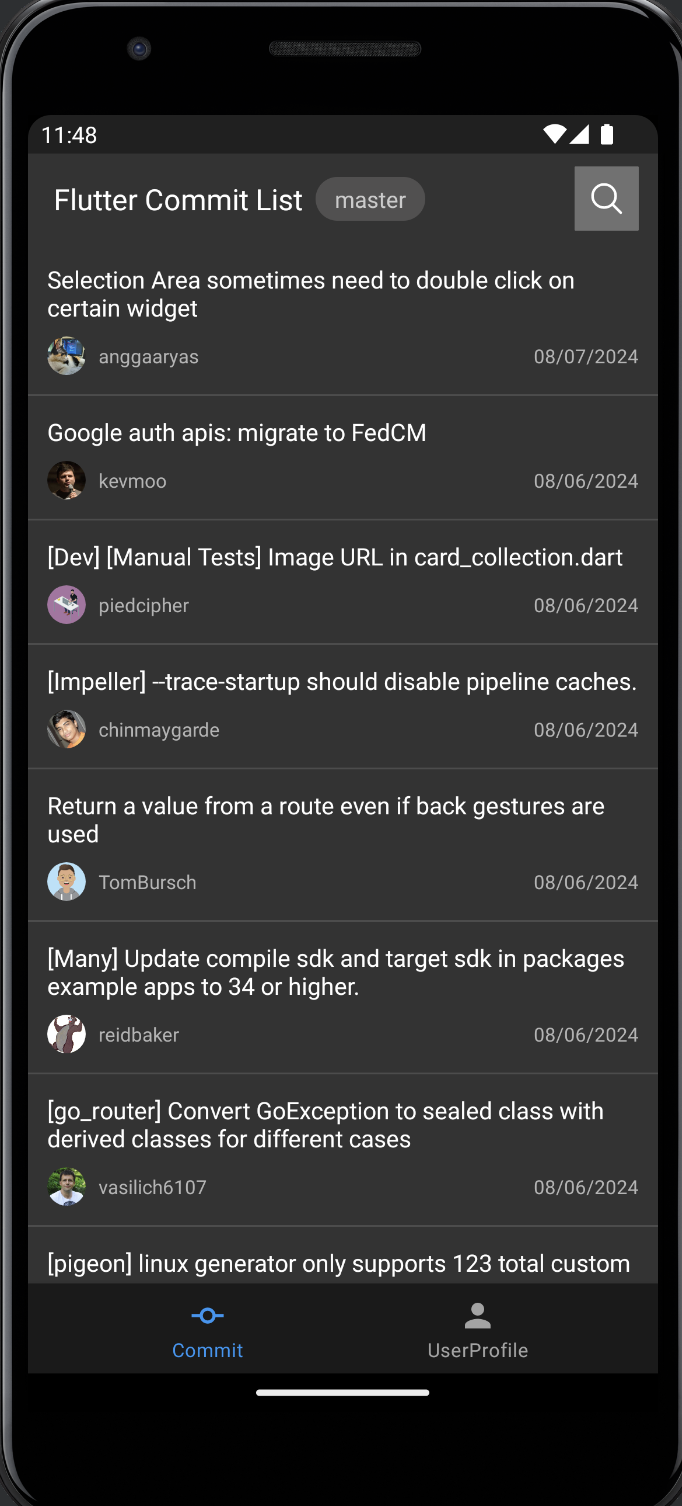 11:48
Flutter Commit List master
Selection Area sometimes need to double click on
certain widget
anggaaryas 08/07/2024
Google auth apis: migrate to FedCM
kevmoo 08/06/2024
[Dev] [Manual Tests] Image URL in card_collection.dart
piedcipher 08/06/2024
[Impeller] --trace-startup should disable pipeline caches.
chinmaygarde 08/06/2024
Return a value from a route even if back gestures are
used
TomBursch 08/06/2024
[Many] Update compile sdk and target sdk in packages
example apps to 34 or higher.
reidbaker 08/06/2024
[go_router] Convert GoException to sealed class with
derived classes for different cases
vasilich6107 08/06/2024
[pigeon] linux generator only supports 123 total custom
Commit UserProfile